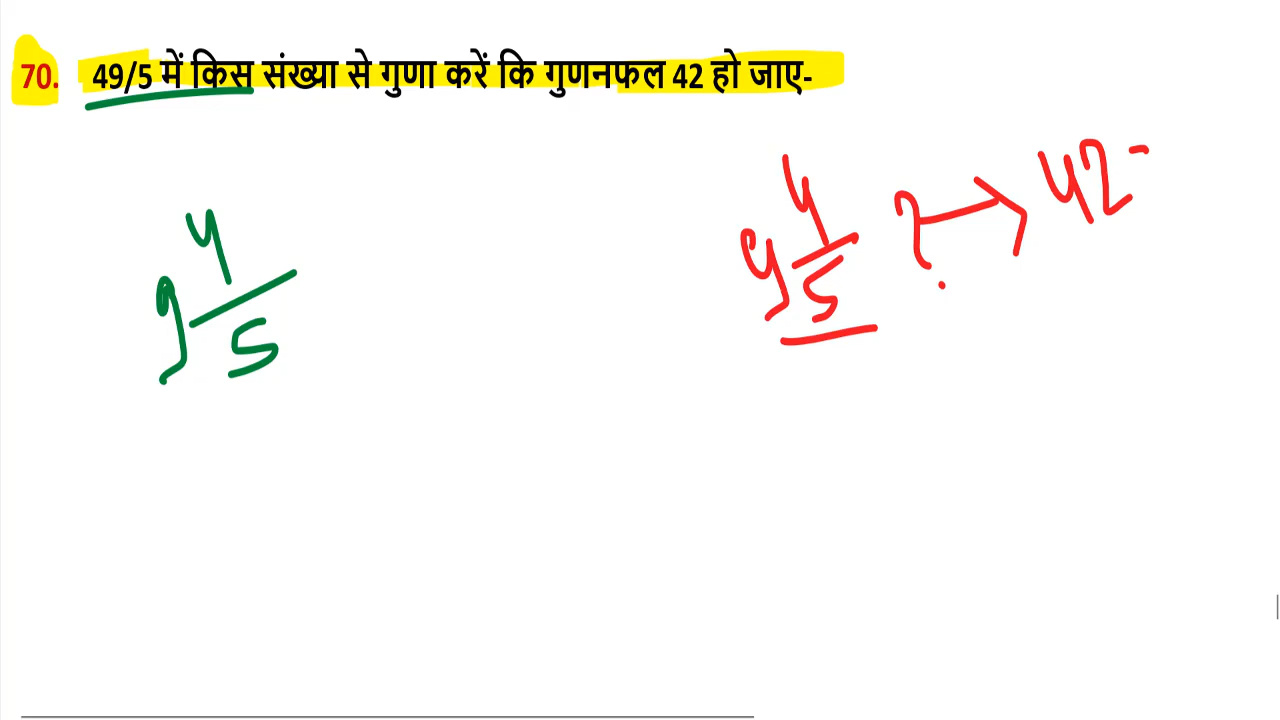 70. 49/5 में किस संख्या से गुणा करें कि गुणनफल 42 हो जाए-
9 4/5 ? → 42 -
9 4/5